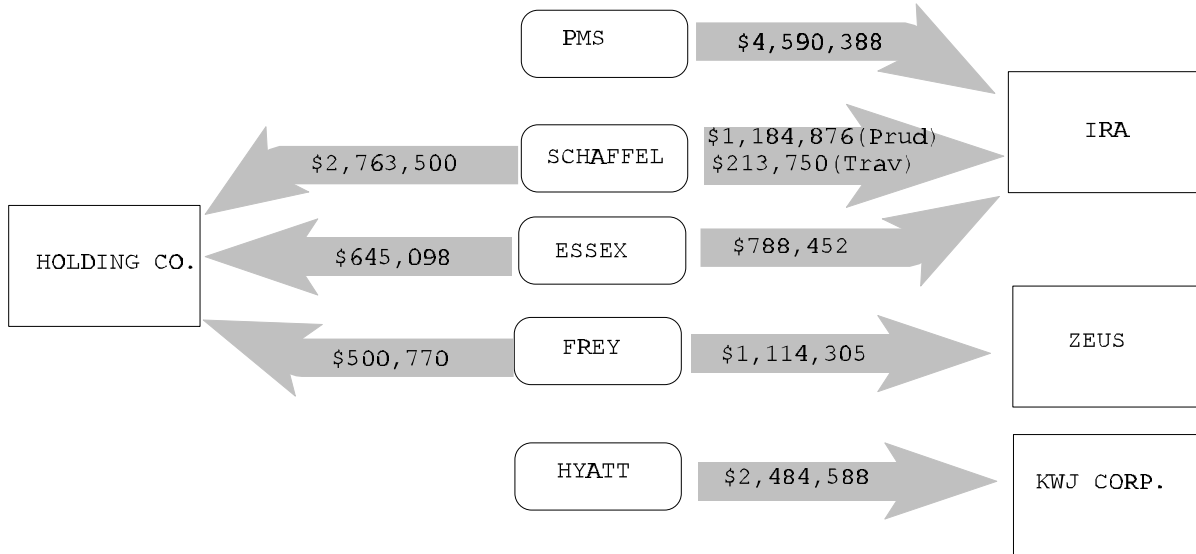 PMS
$4,590,388
IRA
$1,184,876(Prud)
$213,750(Trav)
SCHAFFEL
$2,763,500
HOLDING CO.
$645,098
ESSEX
$788,452
$500,770
FREY
$1,114,305
ZEUS
HYATT
$2,484,588
KWJ CORP.